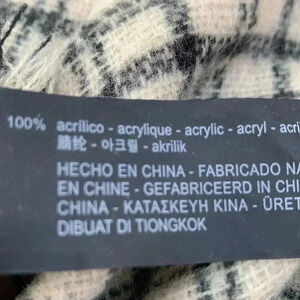 100% acrílico - acrylique - acrylic - acryl - acri
腈纶 - 아크릴 - akrilik
HECHO EN CHINA - FABRICADO NA
EN CHINE - GEFABRICEERD IN CHI
CHINA - ΚΑΤΑΣΚΕΥΗ ΚΙΝΑ - ÜRET
DIBUAT DI TIONGKOK